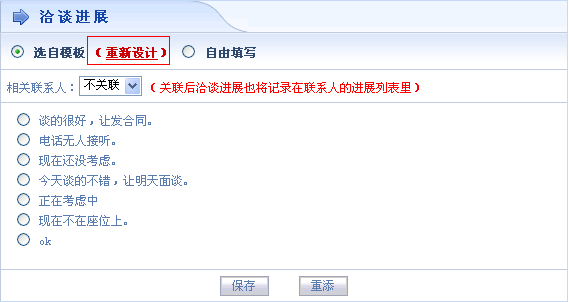 洽谈进展
选自模板 （重新设计） 自由填写
相关联系人：不关联 （关联后洽谈进展也将记录在联系人的进展列表里）
谈的很好，让发合同。
电话无人接听。
现在还没考虑。
今天谈的不错，让明天面谈。
正在考虑中
现在不在座位上。
ok
保存 重添